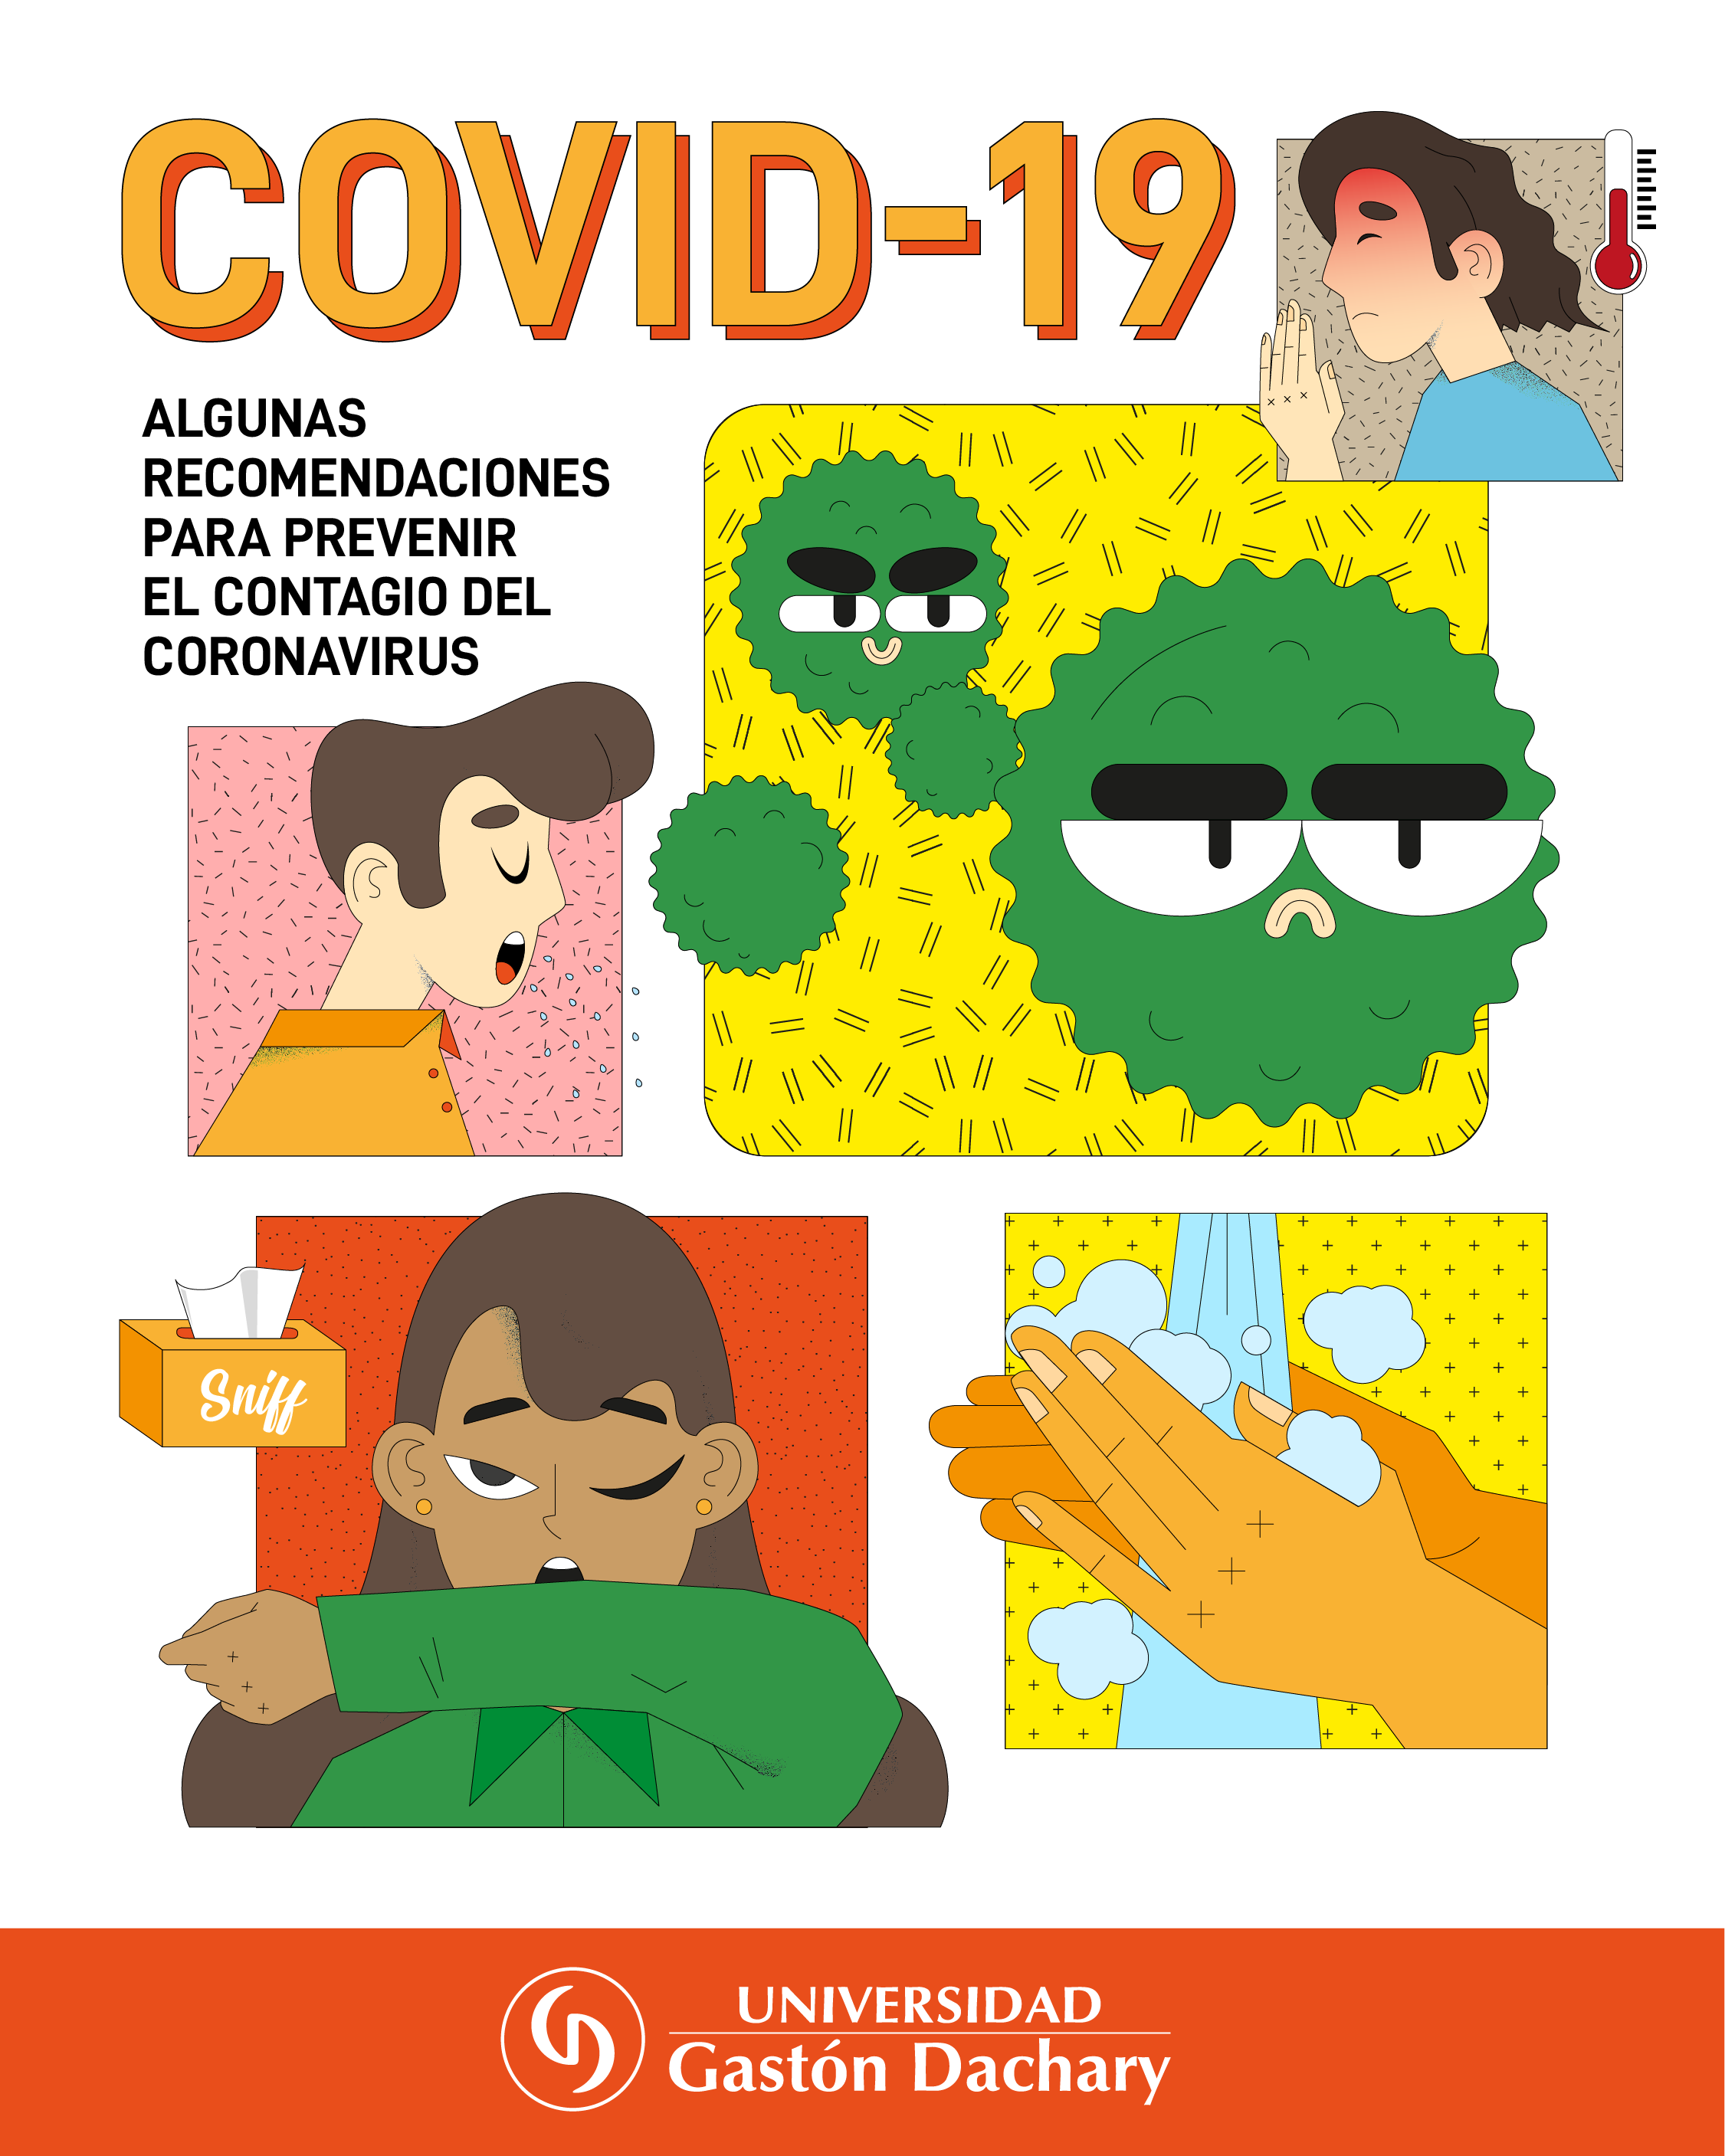 COVID-19
ALGUNAS
RECOMENDACIONES
PARA PREVENIR
EL CONTAGIO DEL
CORONAVIRUS
Sniff
UNIVERSIDAD
Gastón Dachary